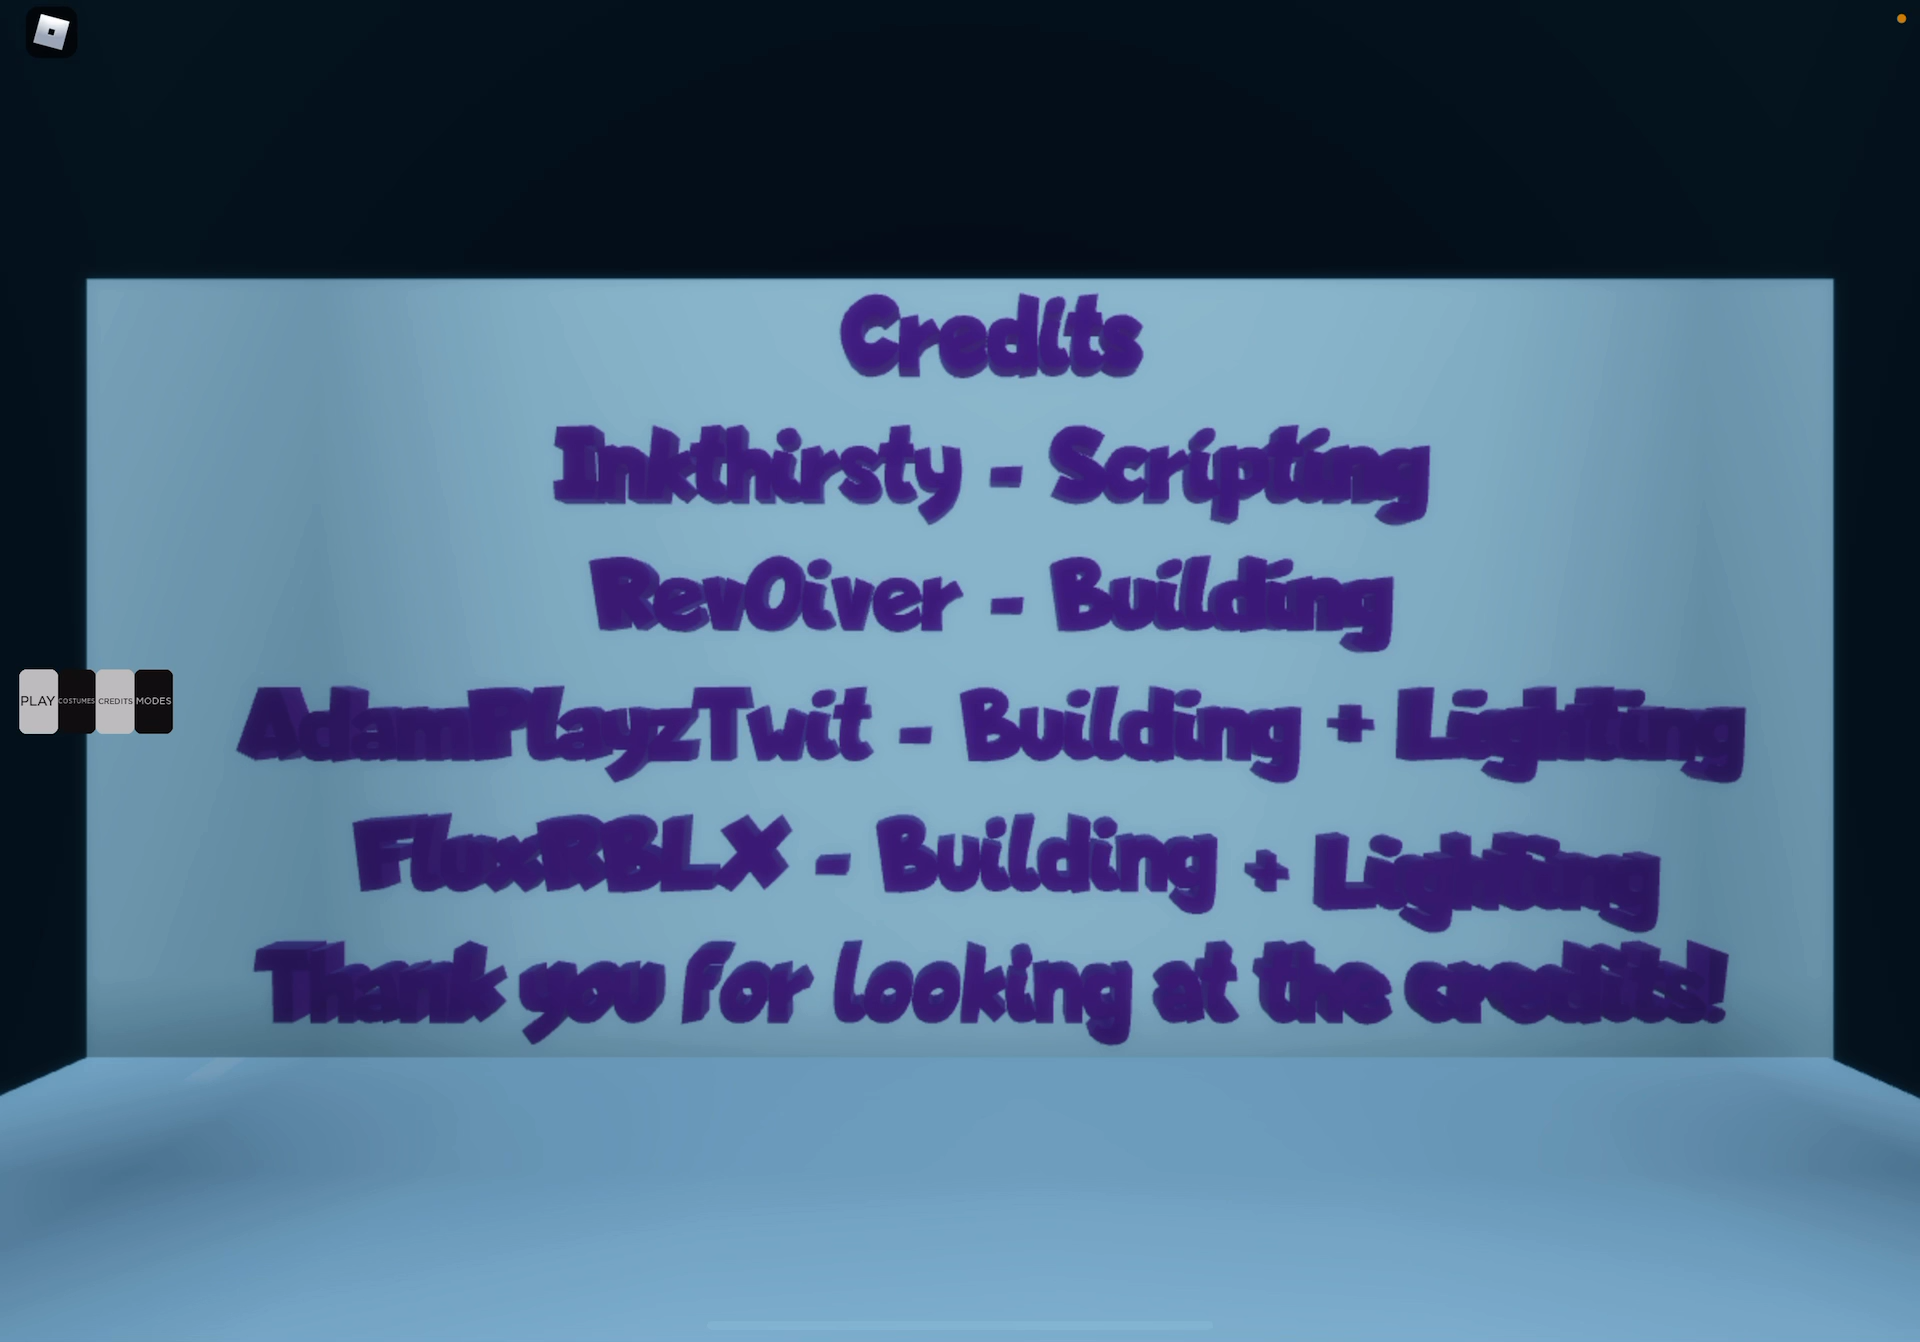 Credits
Inkthirsty - Scripting
RevOiver - Building
AdamPlayzTwit - Building + Lighting
FluxRBLX - Building + Lighting
Thank you for looking at the credits!
PLAY COSTUMES CREDITS MODES